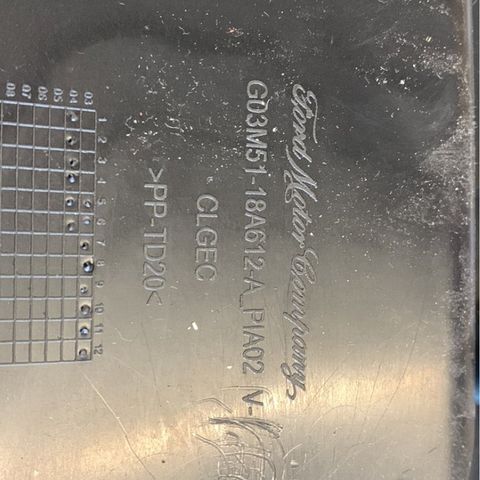 Ford Motor Company
G03M51-18A612-A_PIA02 V-
CLGEC
>PP-TD20<
1 2 3 4 5 6 7 8 9 10 11 12
03
04
05
06
07
08